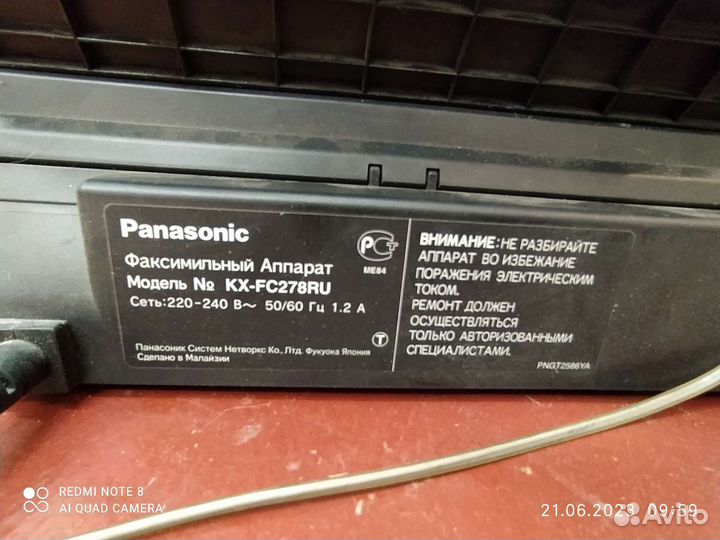 Panasonic
Факсимильный Аппарат
Модель № KX-FC278RU
Сеть:220-240 В~ 50/60 Гц 1.2 А
РСТ
ME84
Панасоник Систем Нетворкс Ко, Лтд. Фукуока Япония
Сделано в Малайзии
T
ВНИМАНИЕ: НЕ РАЗБИРАЙТЕ
АППАРАТ ВО ИЗБЕЖАНИЕ
ПОРАЖЕНИЯ ЭЛЕКТРИЧЕСКИМ
ТОКОМ.
РЕМОНТ ДОЛЖЕН
ОСУЩЕСТВЛЯТЬСЯ
ТОЛЬКО АВТОРИЗОВАННЫМИ
СПЕЦИАЛИСТАМИ.
PNGT2586YA
REDMI NOTE 8
AI QUAD CAMERA
21.06.2023 09:59
Avito